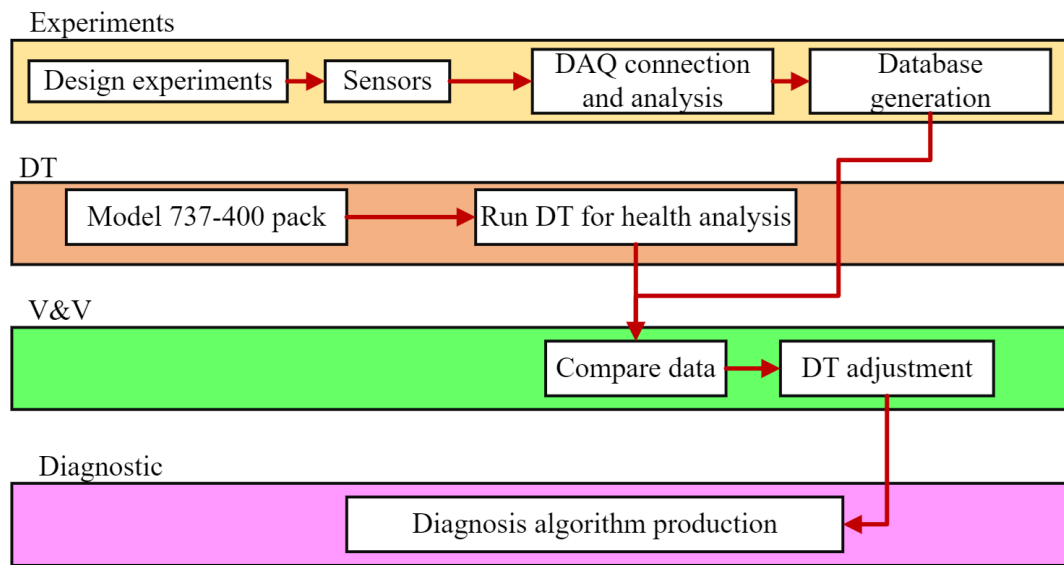 Experiments
Design experiments
Sensors
DAQ connection
and analysis
Database
generation
DT
Model 737-400 pack
Run DT for health analysis
V&V
Compare data
DT adjustment
Diagnostic
Diagnosis algorithm production